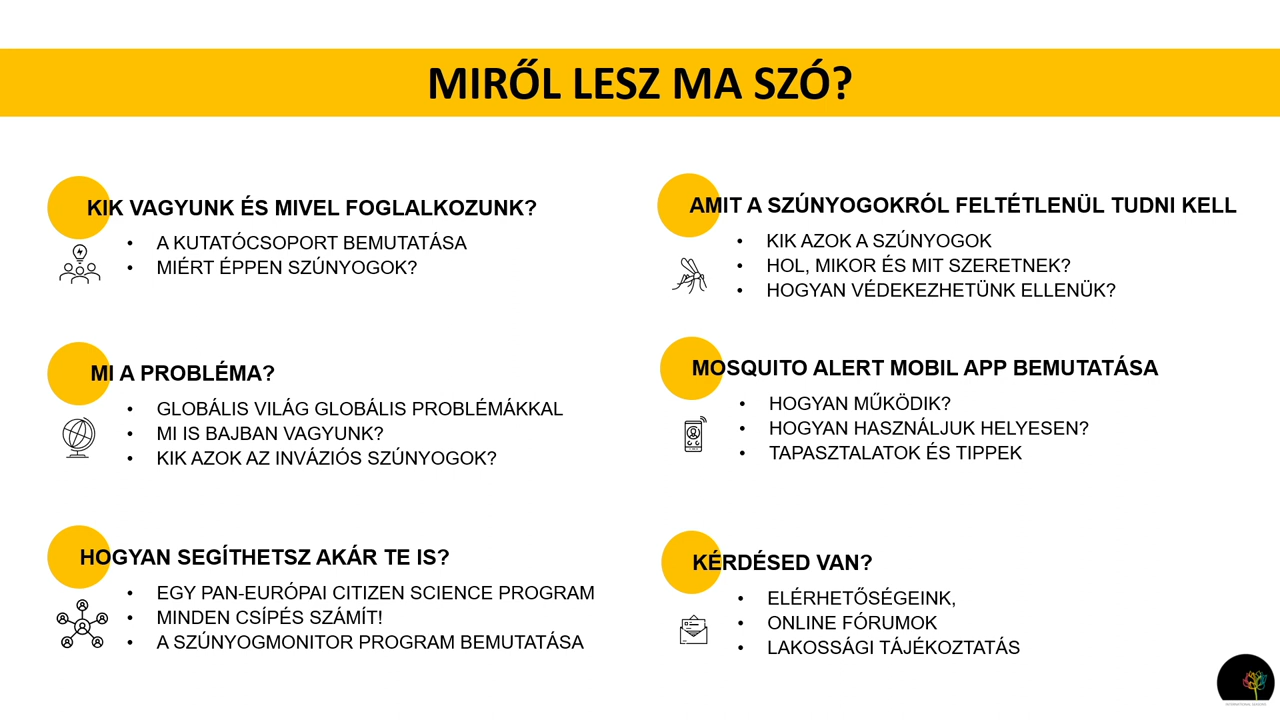 MIRŐL LESZ MA SZÓ?
KIK VAGYUNK ÉS MIVEL FOGLALKOZUNK?
• A KUTATÓCSOPORT BEMUTATÁSA
• MIÉRT ÉPPEN SZÚNYOGOK?
MI A PROBLÉMA?
• GLOBÁLIS VILÁG GLOBÁLIS PROBLÉMÁKKAL
• MI IS BAJBAN VAGYUNK?
• KIK AZOK AZ INVÁZIÓS SZÚNYOGOK?
HOGYAN SEGÍTHETSZ AKÁR TE IS?
• EGY PAN-EURÓPAI CITIZEN SCIENCE PROGRAM
• MINDEN CSÍPÉS SZÁMÍT!
• A SZÚNYOGMONITOR PROGRAM BEMUTATÁSA
AMIT A SZÚNYOGOKRÓL FELTÉTLENÜL TUDNI KELL
• KIK AZOK A SZÚNYOGOK
• HOL, MIKOR ÉS MIT SZERETNEK?
• HOGYAN VÉDEKEZHETÜNK ELLENÜK?
MOSQUITO ALERT MOBIL APP BEMUTATÁSA
• HOGYAN MŰKÖDIK?
• HOGYAN HASZNÁLJUK HELYESEN?
• TAPASZTALATOK ÉS TIPPEK
KÉRDÉSED VAN?
• ELÉRHETŐSÉGEINK,
• ONLINE FÓRUMOK
• LAKOSSÁGI TÁJÉKOZTATÁS